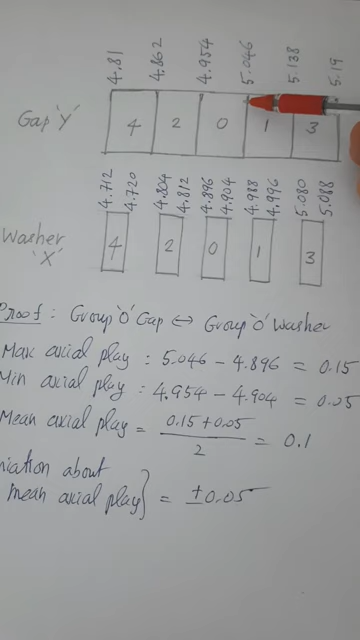 4.81 4.862 4.954 5.046 5.138 5.19
Gap 'Y' 4 2 0 1 3
4.712 4.720 4.804 4.812 4.896 4.904 4.988 4.996 5.080 5.088
Washer 'X' 4 2 0 1 3
Proof : Group 'O' Gap ↔ Group 'O' Washer
Max axial play : 5.046 - 4.896 = 0.15
Min axial play : 4.954 - 4.904 = 0.05
Mean axial play = 0.15 + 0.05 / 2 = 0.1
iation about
mean axial play} = ±0.05